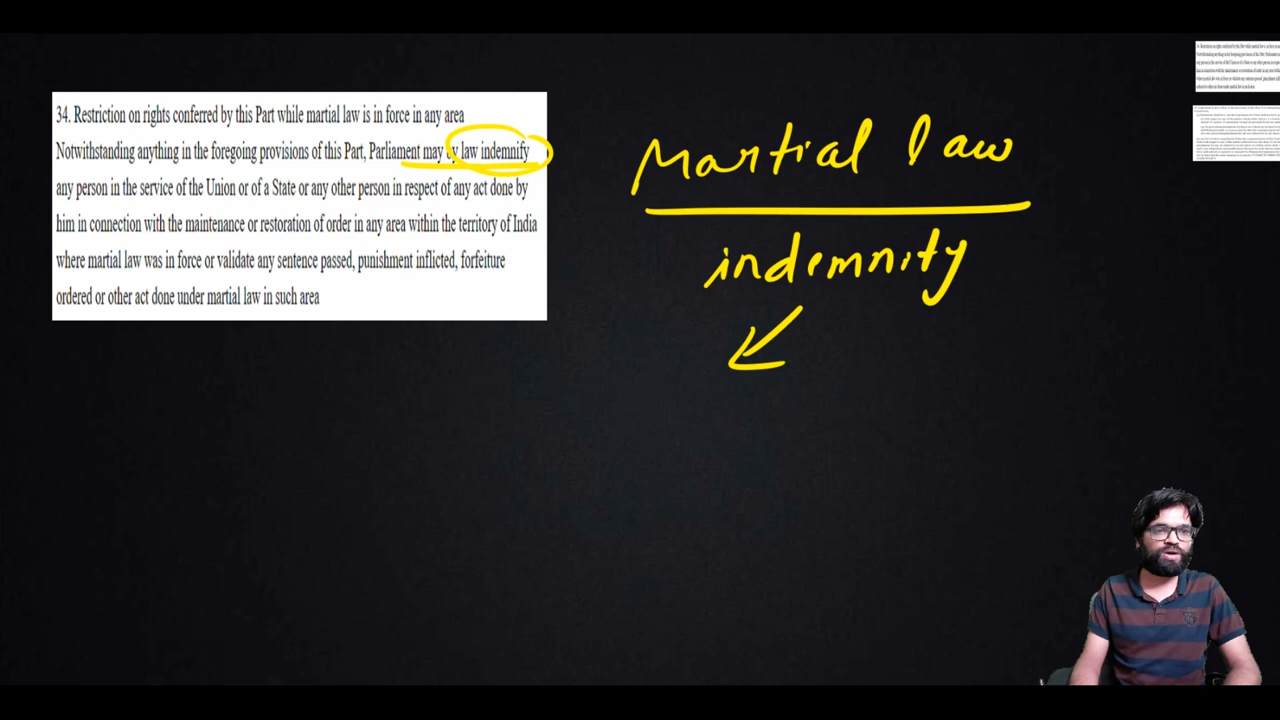 34. Restriction on rights conferred by this Part while martial law is in force in any area
Notwithstanding anything in the foregoing provisions of this Part, Parliament may by law indemnify
any person in the service of the Union or of a State or any other person in respect of any act done by
him in connection with the maintenance or restoration of order in any area within the territory of India
where martial law was in force or validate any sentence passed, punishment inflicted, forfeiture
ordered or other act done under martial law in such area
Martial law
indemnity